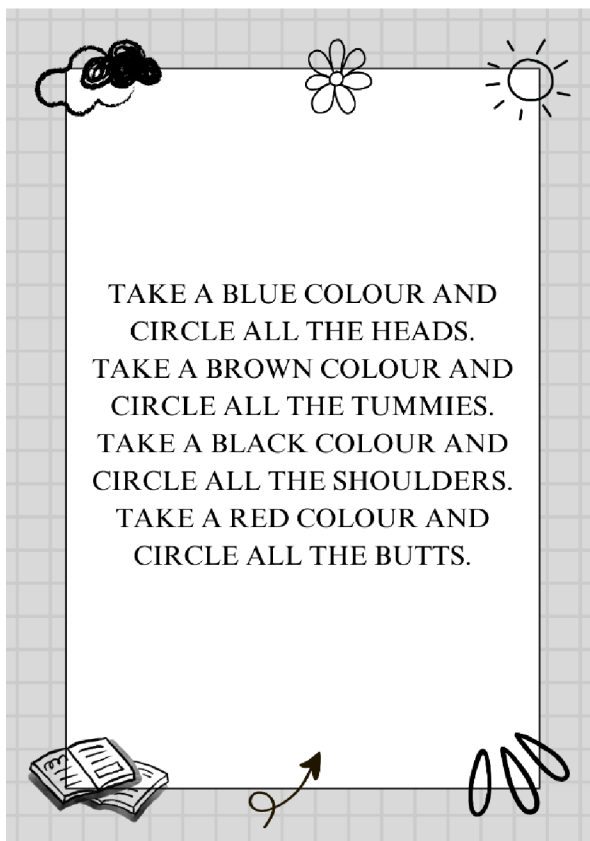 TAKE A BLUE COLOUR AND
CIRCLE ALL THE HEADS.
TAKE A BROWN COLOUR AND
CIRCLE ALL THE TUMMIES.
TAKE A BLACK COLOUR AND
CIRCLE ALL THE SHOULDERS.
TAKE A RED COLOUR AND
CIRCLE ALL THE BUTTS.